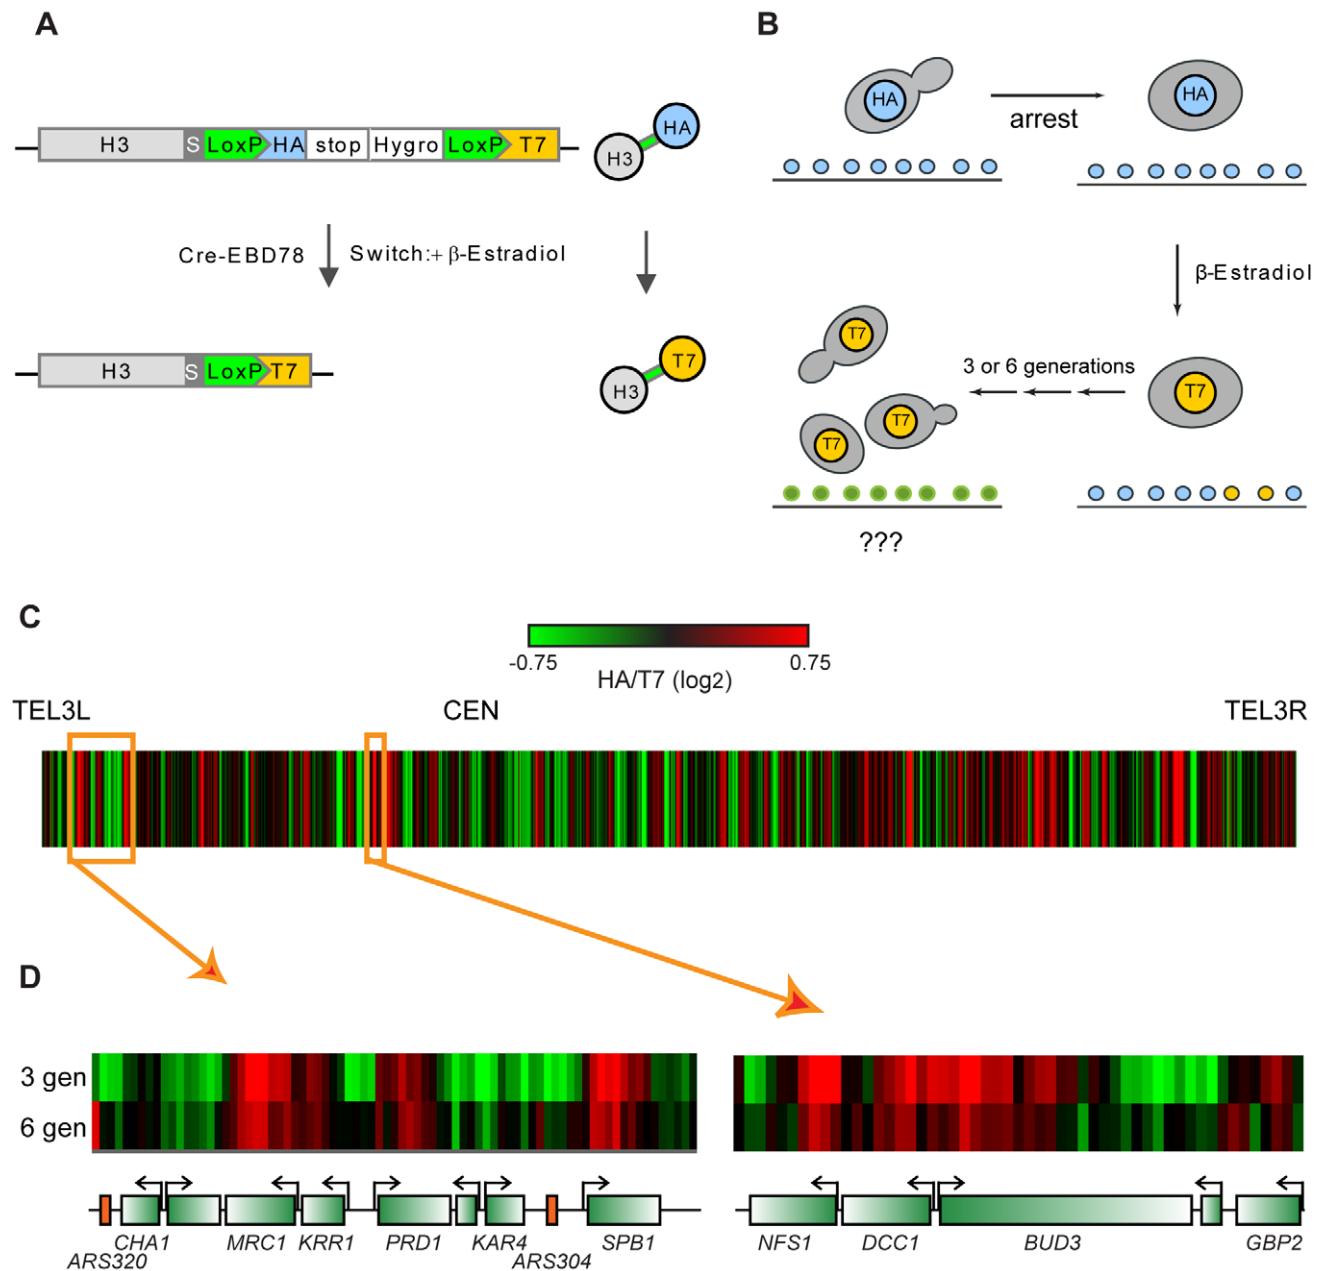 A
H3 S LoxP HA stop Hygro LoxP T7
H3 HA
Cre-EBD78 Switch:+ β-Estradiol
H3 S LoxP T7
H3 T7
B
HA
arrest
HA
β-Estradiol
T7
3 or 6 generations
T7
T7
T7
???
C
-0.75 0.75
HA/T7 (log2)
TEL3L CEN TEL3R
D
3 gen
6 gen
CHA1 MRC1 KRR1 PRD1 KAR4 SPB1
ARS320 ARS304
NFS1 DCC1 BUD3 GBP2